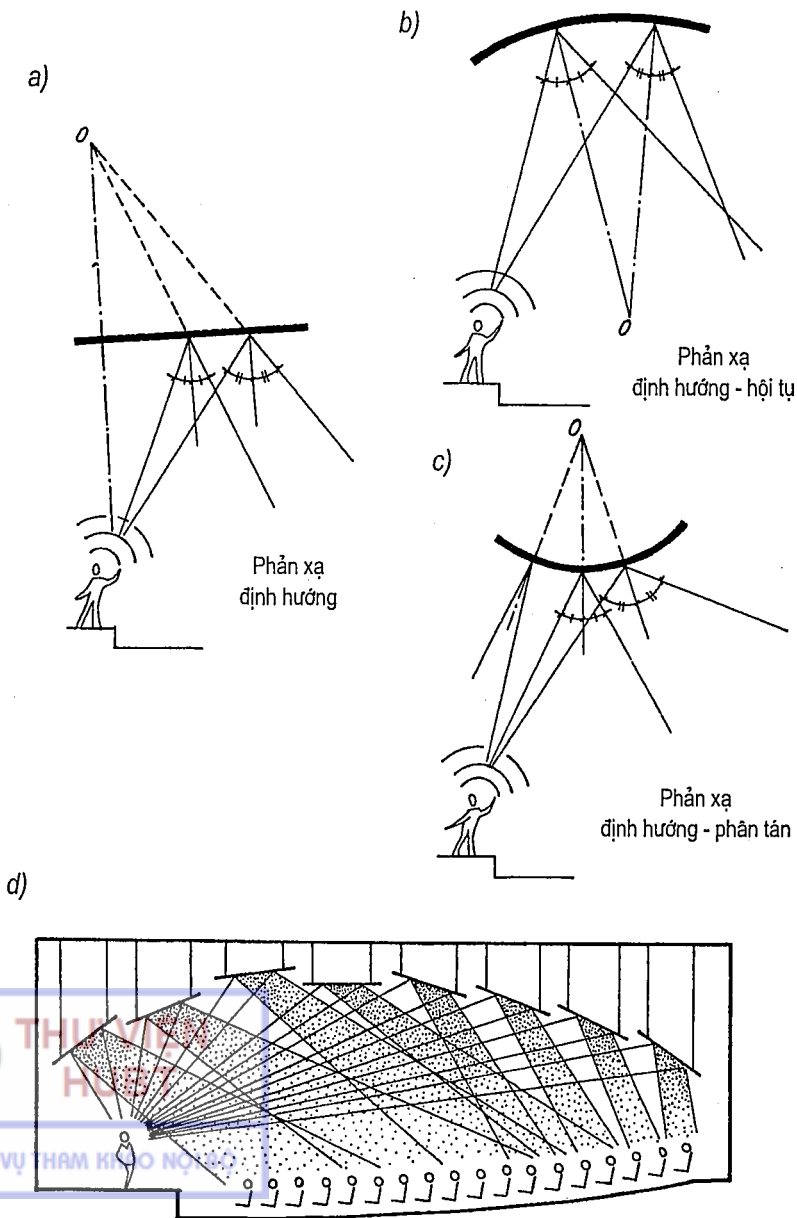 a)
O
Phản xạ
định hướng
b)
O
Phản xạ
định hướng - hội tụ
c)
O
Phản xạ
định hướng - phân tán
d)
THƯ VIỆN
HUBT
VỤ THAM KHẢO NỘI BỘ